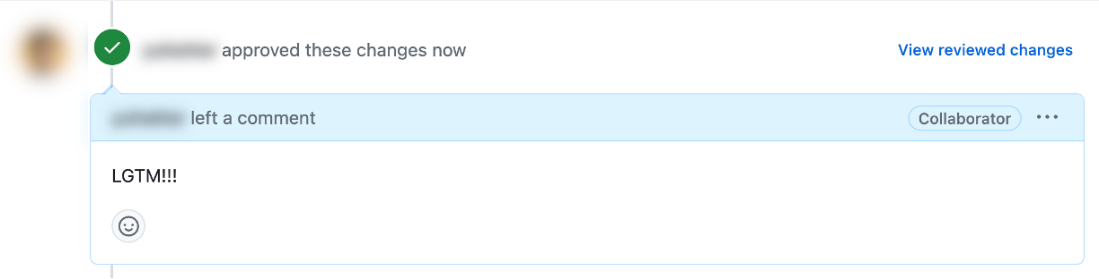 approved these changes now
View reviewed changes
left a comment
Collaborator
LGTM!!!